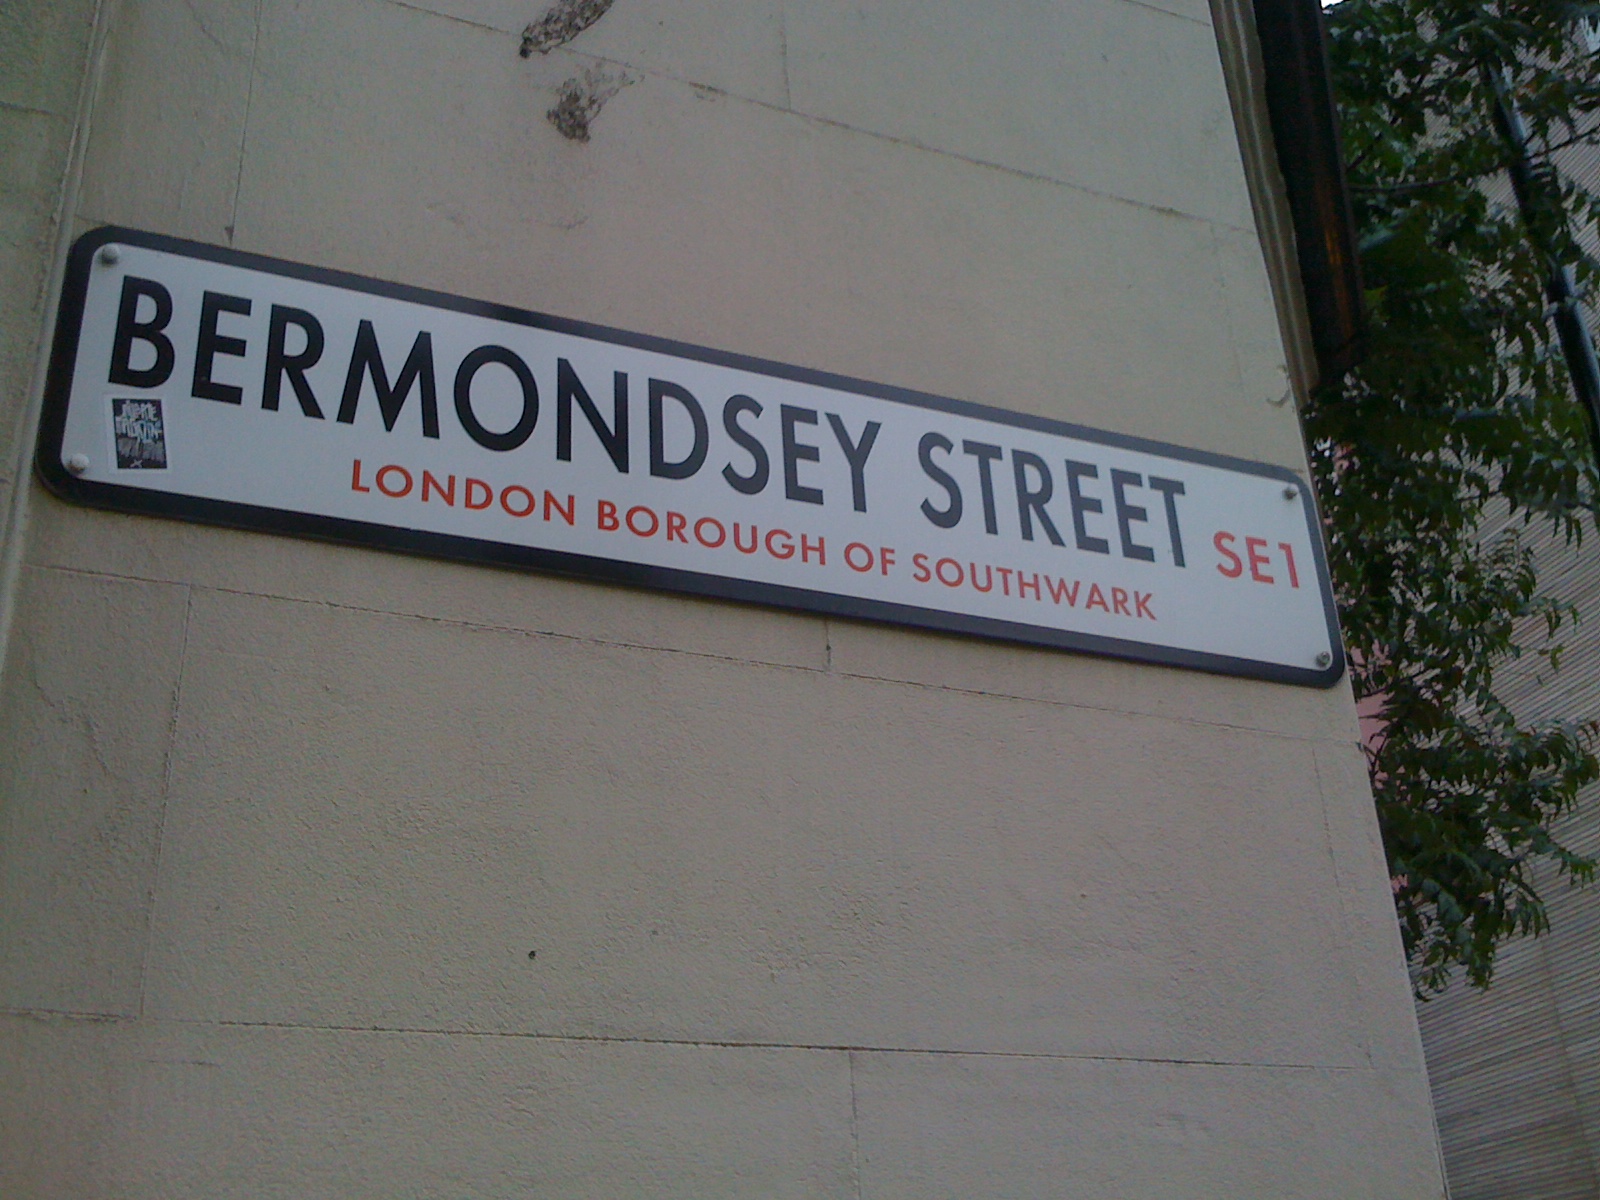 BERMONDSEY STREET SE1
LONDON BOROUGH OF SOUTHWARK